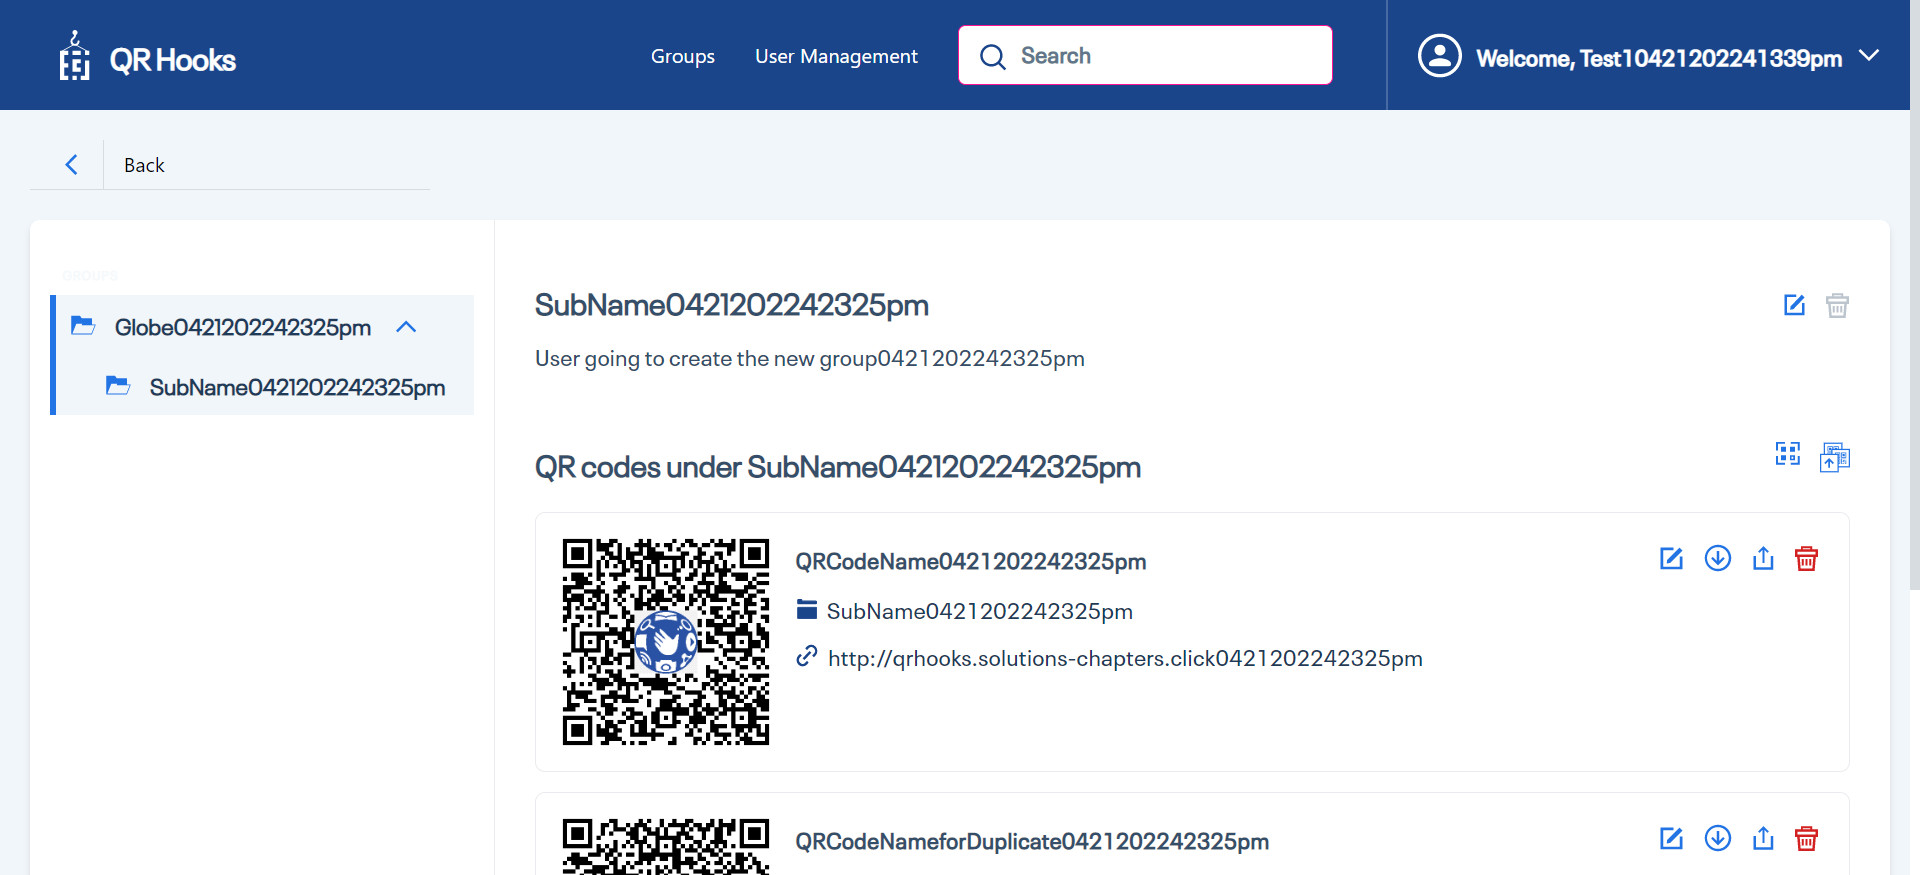 QR Hooks
Groups
User Management
Search
Welcome, Test10421202241339pm
Back
GROUPS
Globe0421202242325pm
SubName0421202242325pm
SubName0421202242325pm
User going to create the new group0421202242325pm
QR codes under SubName0421202242325pm
QRCodeName0421202242325pm
SubName0421202242325pm
http://qrhooks.solutions-chapters.click0421202242325pm
QRCodeNameforDuplicate0421202242325pm